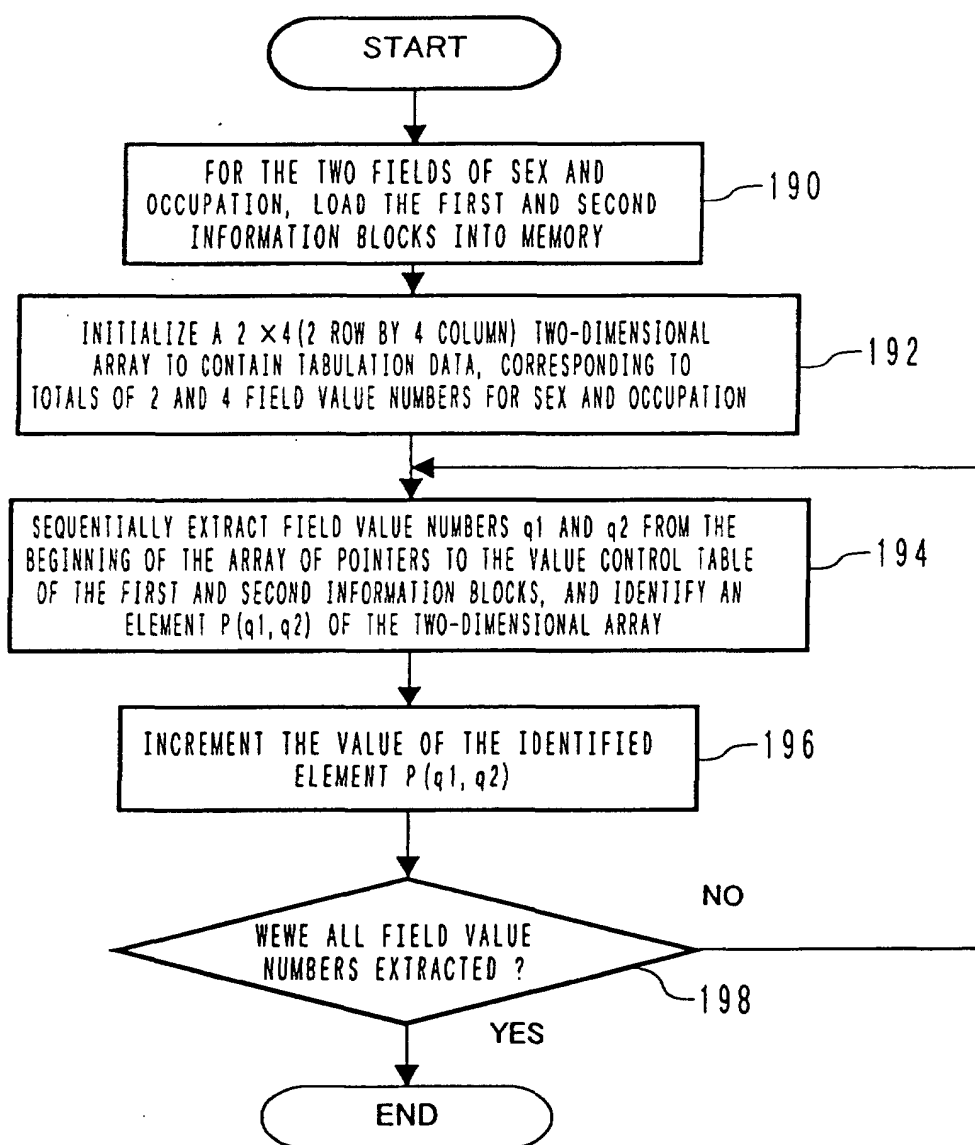 START
FOR THE TWO FIELDS OF SEX AND
OCCUPATION, LOAD THE FIRST AND SECOND
INFORMATION BLOCKS INTO MEMORY
190
INITIALIZE A 2 ×4(2 ROW BY 4 COLUMN) TWO-DIMENSIONAL
ARRAY TO CONTAIN TABULATION DATA, CORRESPONDING TO
TOTALS OF 2 AND 4 FIELD VALUE NUMBERS FOR SEX AND OCCUPATION
192
SEQUENTIALLY EXTRACT FIELD VALUE NUMBERS q1 AND q2 FROM THE
BEGINNING OF THE ARRAY OF POINTERS TO THE VALUE CONTROL TABLE
OF THE FIRST AND SECOND INFORMATION BLOCKS, AND IDENTIFY AN
ELEMENT P(q1, q2) OF THE TWO-DIMENSIONAL ARRAY
194
INCREMENT THE VALUE OF THE IDENTIFIED
ELEMENT P(q1, q2)
196
WEWE ALL FIELD VALUE
NUMBERS EXTRACTED ?
NO
198
YES
END